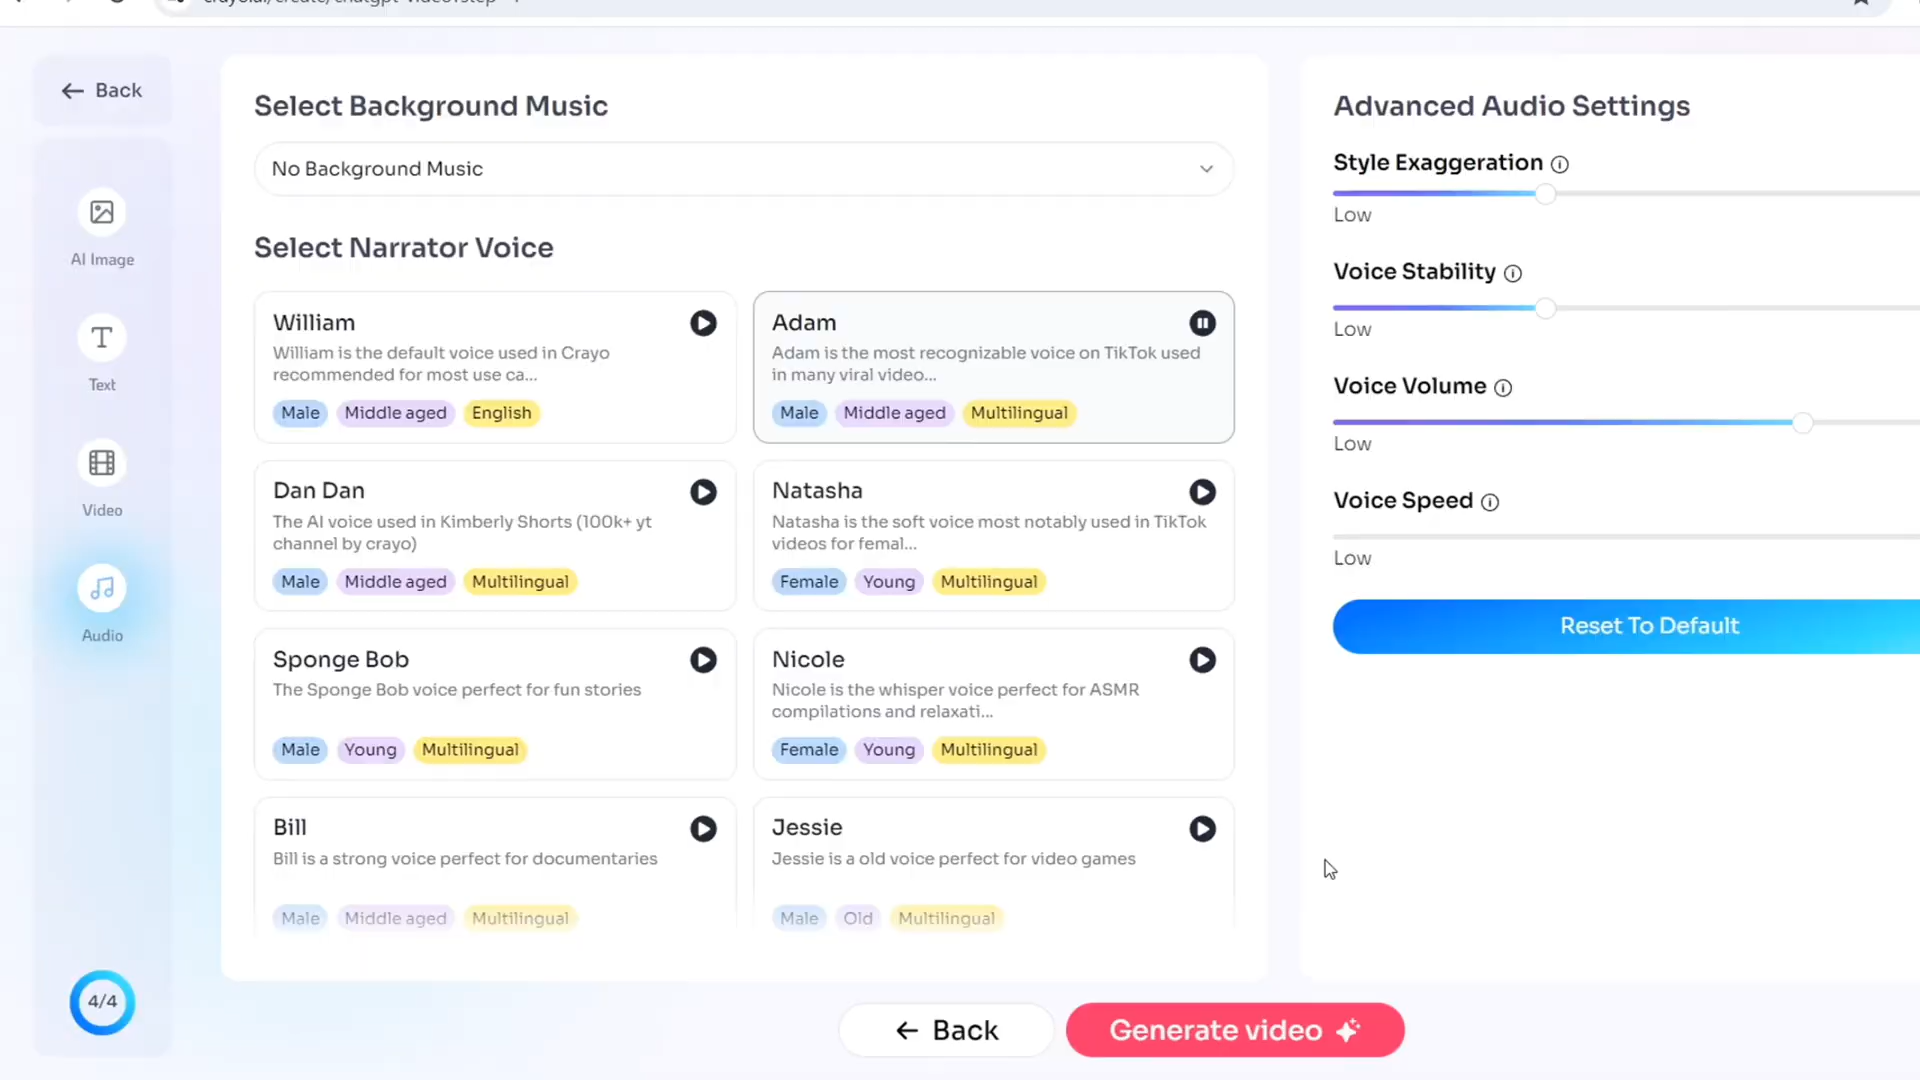 Back
AI Image
Text
Video
Audio
4/4
Select Background Music
No Background Music
Select Narrator Voice
William
William is the default voice used in Crayo
recommended for most use ca...
Male Middle aged English
Adam
Adam is the most recognizable voice on TikTok used
in many viral video...
Male Middle aged Multilingual
Dan Dan
The AI voice used in Kimberly Shorts (100k+ yt
channel by crayo)
Male Middle aged Multilingual
Natasha
Natasha is the soft voice most notably used in TikTok
videos for femal...
Female Young Multilingual
Sponge Bob
The Sponge Bob voice perfect for fun stories
Male Young Multilingual
Nicole
Nicole is the whisper voice perfect for ASMR
compilations and relaxati...
Female Young Multilingual
Bill
Bill is a strong voice perfect for documentaries
Male Middle aged Multilingual
Jessie
Jessie is a old voice perfect for video games
Male Old Multilingual
Back
Generate video
Advanced Audio Settings
Style Exaggeration
Low
Voice Stability
Low
Voice Volume
Low
Voice Speed
Low
Reset To Default